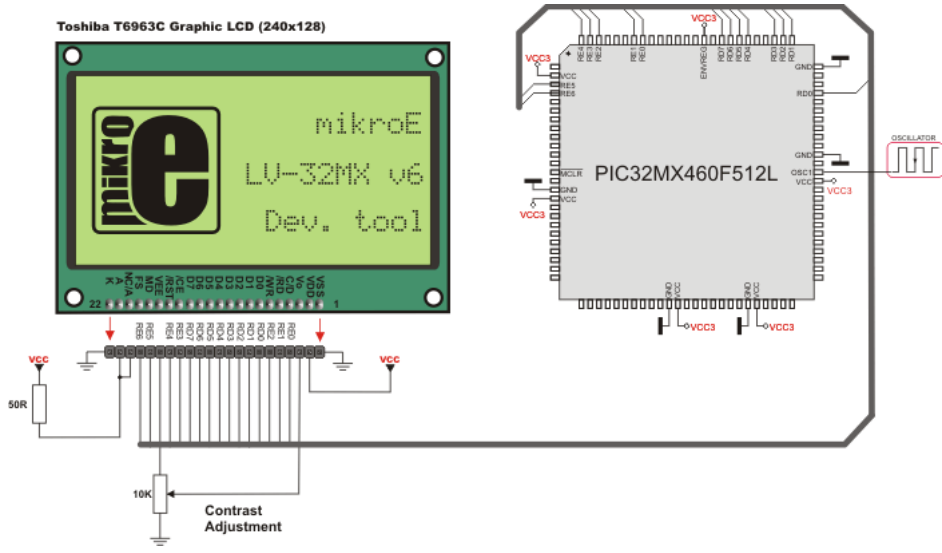 Toshiba T6963C Graphic LCD (240x128)
mikro
e
mikroE
LV-32MX v6
Dev. tool
K
A
NC/A
FS
MD
VEE
/RST
/CE
D7
D6
D5
D4
D3
D2
D1
D0
/WR
/RD
C/D
Vo
VDD
VSS
22
1
RE6
RE5
RE4
RE3
RD7
RD6
RD5
RD4
RD3
RD2
RD1
RD0
RE2
RE1
RE0
vcc
vcc
50R
10K
Contrast
Adjustment
VCC3
VCC3
RE4
RE3
RE2
RE1
RE0
ENVREG
RD7
RD6
RD5
RD4
RD3
RD2
RD1
VCC
RE5
RE6
GND
RD0
PIC32MX460F512L
MCLR
GND
VCC
VCC3
GND
OSC1
VCC
VCC3
OSCILLATOR
GND
VCC
VCC3
GND
VCC
VCC3